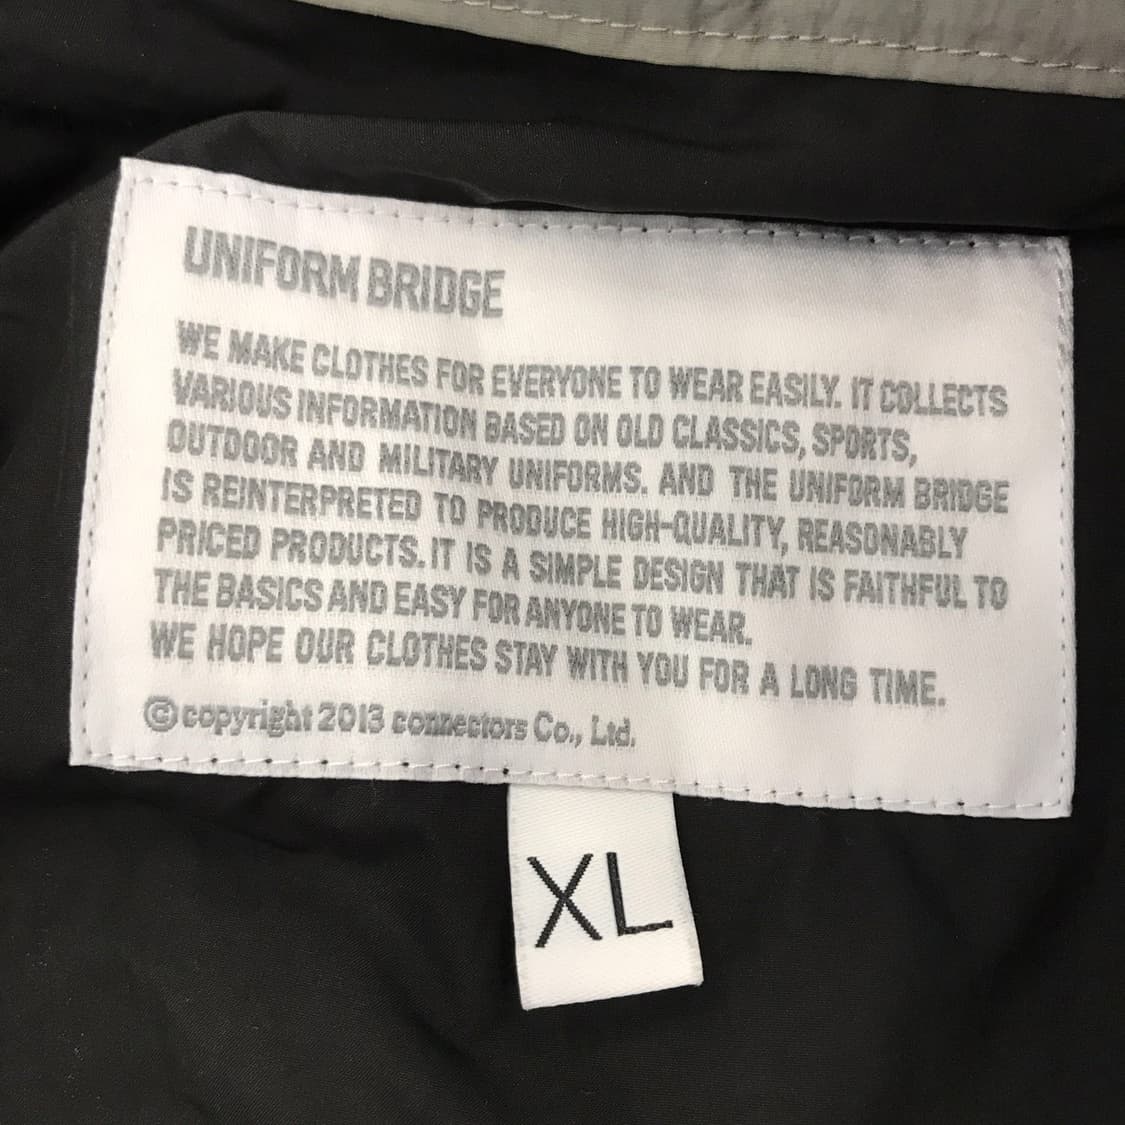 UNIFORM BRIDGE
WE MAKE CLOTHES FOR EVERYONE TO WEAR EASILY. IT COLLECTS
VARIOUS INFORMATION BASED ON OLD CLASSICS, SPORTS,
OUTDOOR AND MILITARY UNIFORMS. AND THE UNIFORM BRIDGE
IS REINTERPRETED TO PRODUCE HIGH-QUALITY, REASONABLY
PRICED PRODUCTS. IT IS A SIMPLE DESIGN THAT IS FAITHFUL TO
THE BASICS AND EASY FOR ANYONE TO WEAR.
WE HOPE OUR CLOTHES STAY WITH YOU FOR A LONG TIME.
©copyright 2013 connectors Co., Ltd.
XL